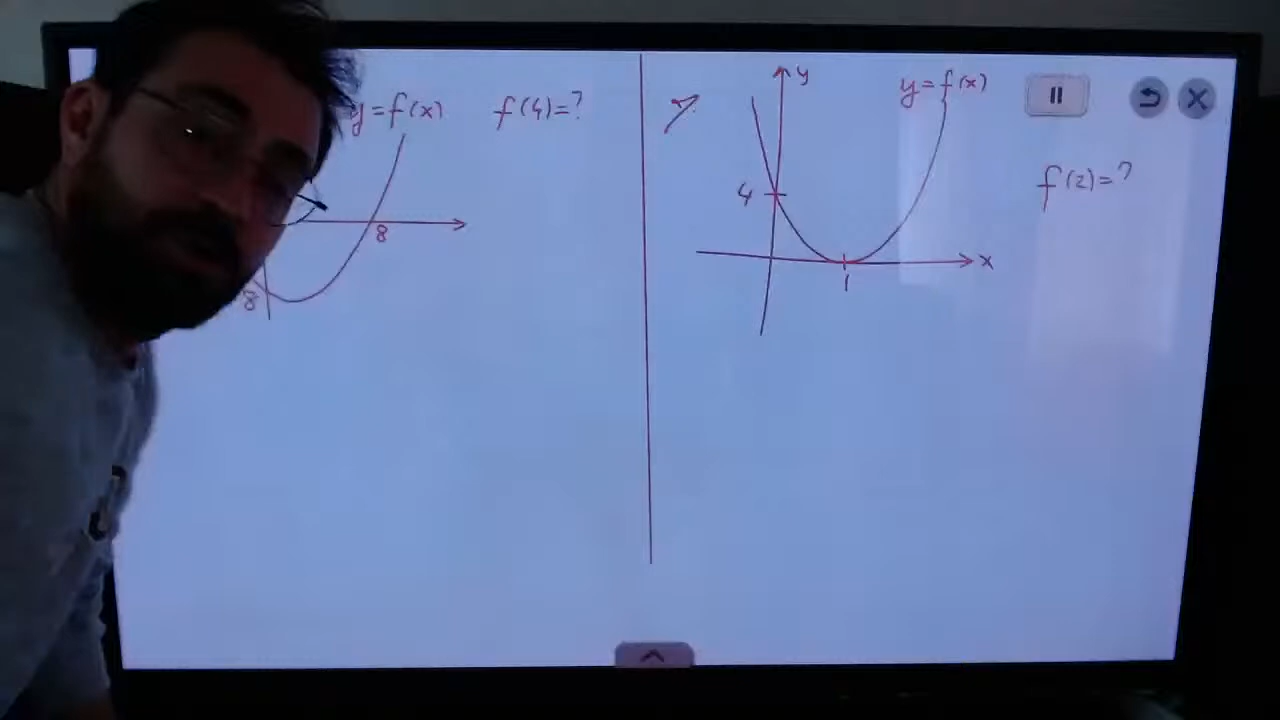 y=f(x) f(4)=?
8
8
y
y=f(x)
4
f(2)=?
x
1